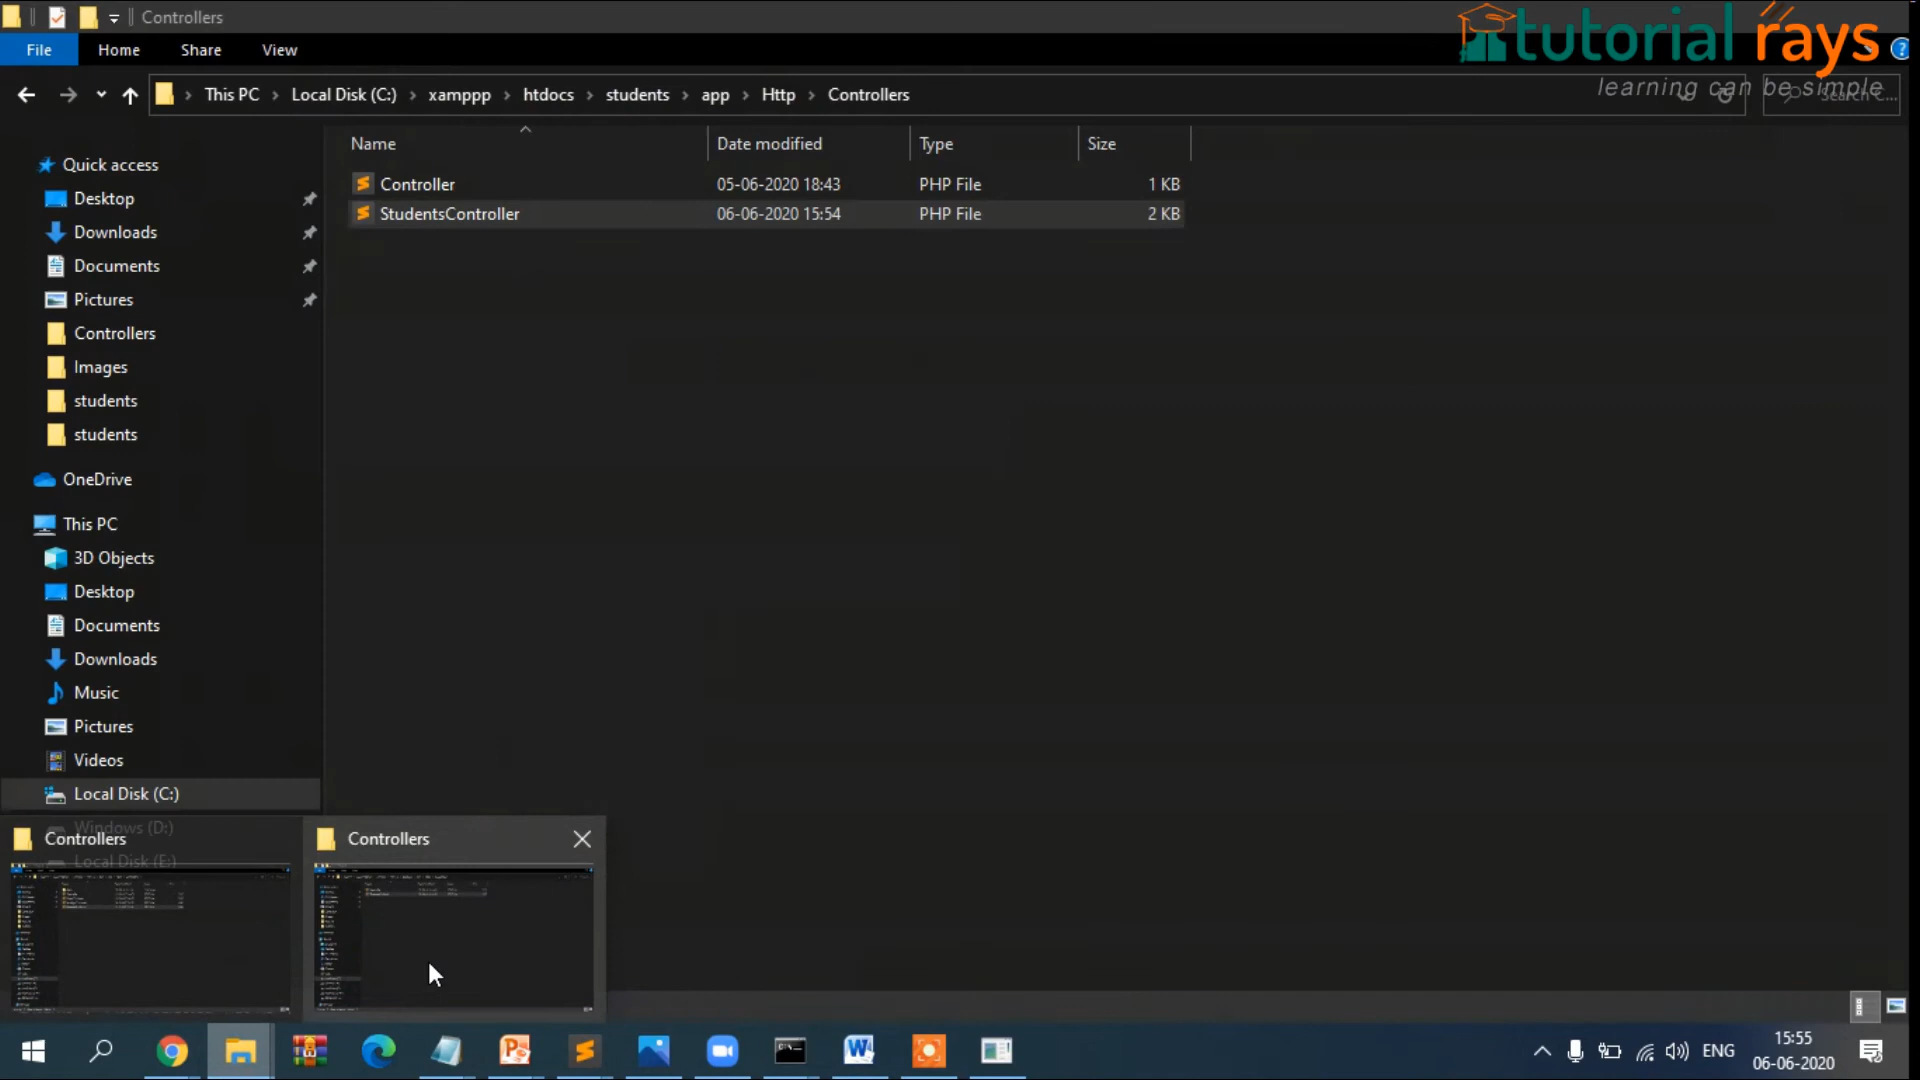 Controllers
tutorial rays
File Home Share View
learning can be simple
This PC Local Disk (C:) xamppp htdocs students app Http Controllers
Search C...
Name Date modified Type Size
Controller 05-06-2020 18:43 PHP File 1 KB
StudentsController 06-06-2020 15:54 PHP File 2 KB
Quick access
Desktop
Downloads
Documents
Pictures
Controllers
Images
students
students
OneDrive
This PC
3D Objects
Desktop
Documents
Downloads
Music
Pictures
Videos
Local Disk (C:)
Windows (D:)
Controllers Controllers
Local Disk (E:)
ENG
15:55
06-06-2020